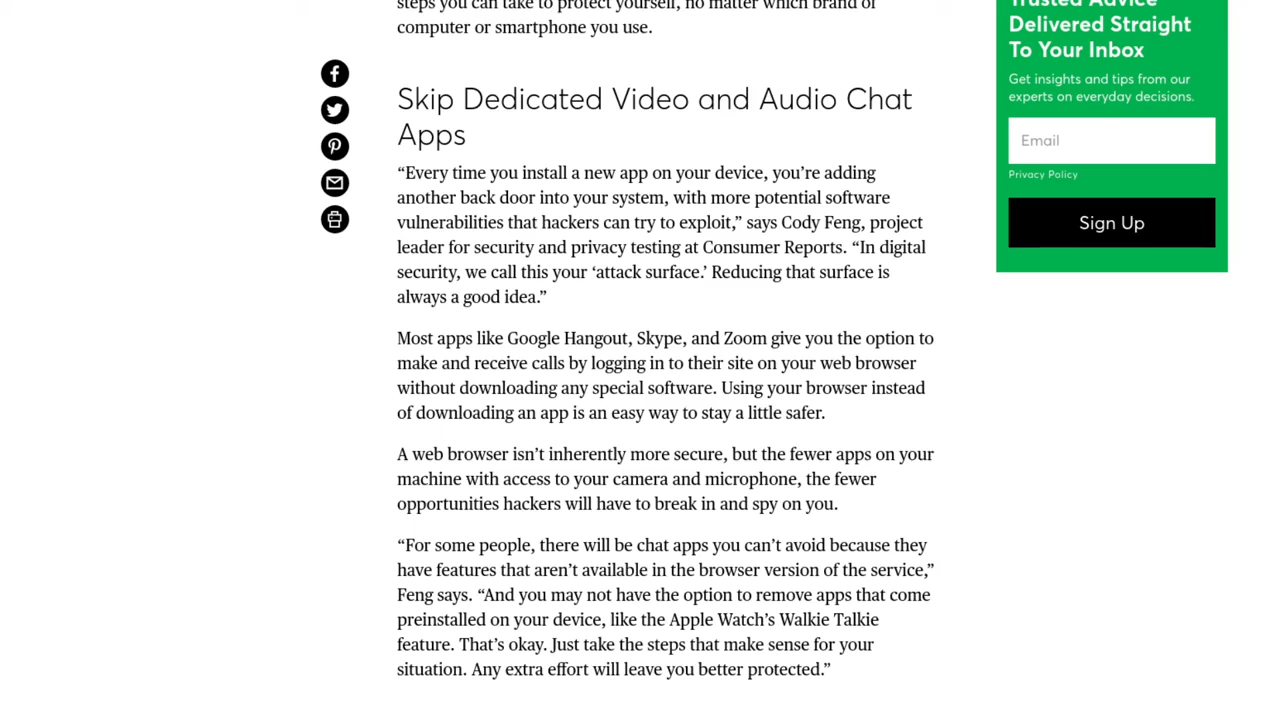 steps you can take to protect yourself, no matter which brand of
computer or smartphone you use.
Skip Dedicated Video and Audio Chat
Apps
“Every time you install a new app on your device, you’re adding
another back door into your system, with more potential software
vulnerabilities that hackers can try to exploit,” says Cody Feng, project
leader for security and privacy testing at Consumer Reports. “In digital
security, we call this your ‘attack surface.’ Reducing that surface is
always a good idea.”
Most apps like Google Hangout, Skype, and Zoom give you the option to
make and receive calls by logging in to their site on your web browser
without downloading any special software. Using your browser instead
of downloading an app is an easy way to stay a little safer.
A web browser isn’t inherently more secure, but the fewer apps on your
machine with access to your camera and microphone, the fewer
opportunities hackers will have to break in and spy on you.
“For some people, there will be chat apps you can’t avoid because they
have features that aren’t available in the browser version of the service,”
Feng says. “And you may not have the option to remove apps that come
preinstalled on your device, like the Apple Watch’s Walkie Talkie
feature. That’s okay. Just take the steps that make sense for your
situation. Any extra effort will leave you better protected.”
Trusted Advice
Delivered Straight
To Your Inbox
Get insights and tips from our
experts on everyday decisions.
Email
Privacy Policy
Sign Up